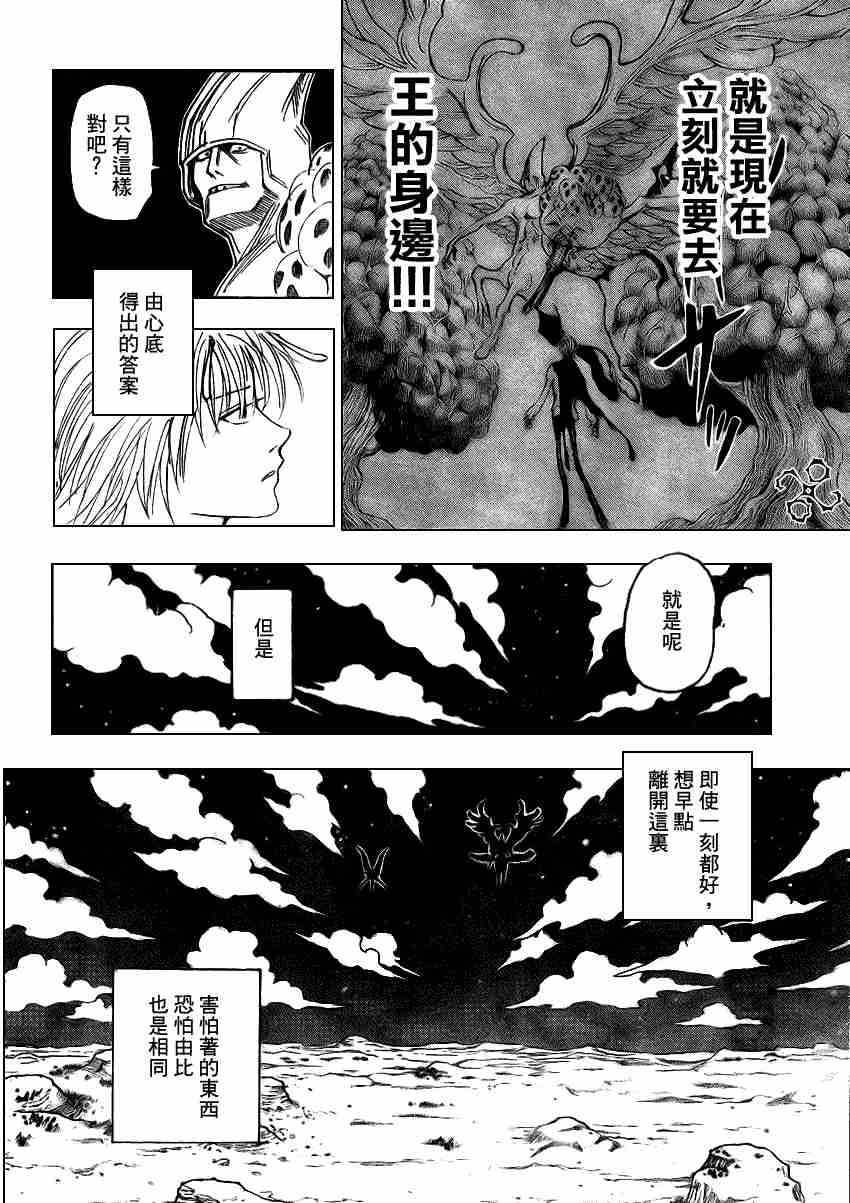 就是現在
立刻就要去
王的身邊!!!
ザッ
只有這樣
對吧?
由心底
得出的答案
就是呢
但是
即使一刻都好，
想早點
離開這裏
害怕著的東西
恐怕由比
也是相同